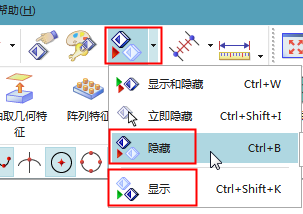 帮助(H)
显示和隐藏 Ctrl+W
立即隐藏 Ctrl+Shift+I
隐藏 Ctrl+B
显示 Ctrl+Shift+K
取几何特
征
阵列特征